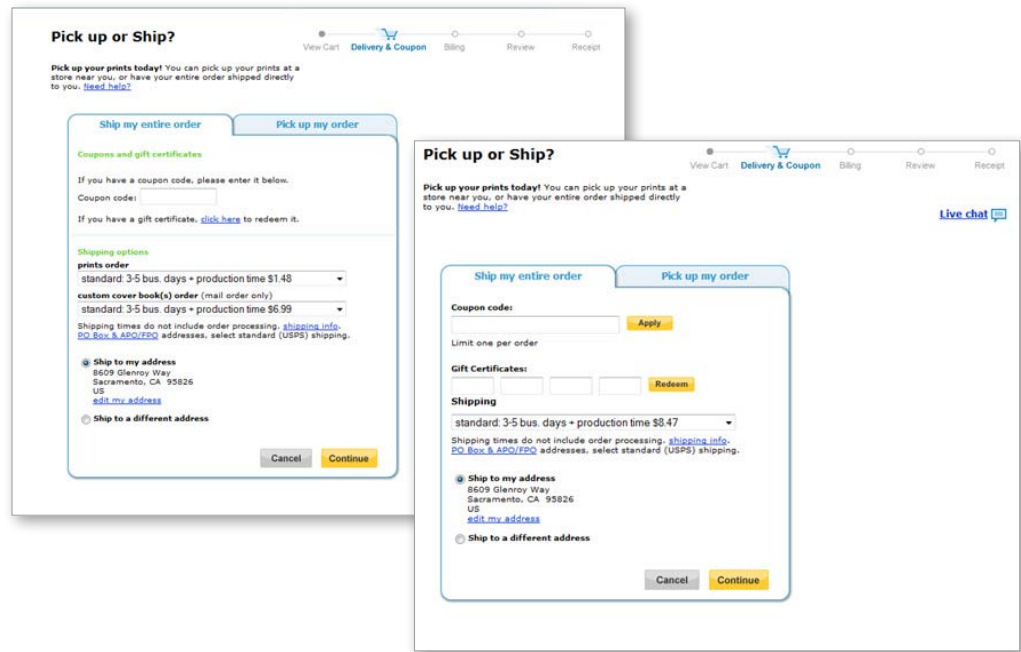 Pick up or Ship?
View Cart Delivery & Coupon Billing Review Receipt
Pick up your prints today! You can pick up your prints at a
store near you, or have your entire order shipped directly
to you. Need help?
Ship my entire order Pick up my order
Coupons and gift certificates
If you have a coupon code, please enter it below.
Coupon code:
If you have a gift certificate, click here to redeem it.
Shipping options
prints order
standard: 3-5 bus. days + production time $1.48
custom cover book(s) order (mail order only)
standard: 3-5 bus. days + production time $6.99
Shipping times do not include order processing. shipping info.
PO Box & APO/FPO addresses, select standard (USPS) shipping.
Ship to my address
8609 Glenroy Way
Sacramento, CA 95826
US
edit my address
Ship to a different address
Cancel Continue
Pick up or Ship?
View Cart Delivery & Coupon Billing Review Receipt
Pick up your prints today! You can pick up your prints at a
store near you, or have your entire order shipped directly
to you. Need help?
Live chat
Ship my entire order Pick up my order
Coupon code:
Apply
Limit one per order
Gift Certificates:
Redeem
Shipping
standard: 3-5 bus. days + production time $8.47
Shipping times do not include order processing. shipping info.
PO Box & APO/FPO addresses, select standard (USPS) shipping.
Ship to my address
8609 Glenroy Way
Sacramento, CA 95826
US
edit my address
Ship to a different address
Cancel Continue